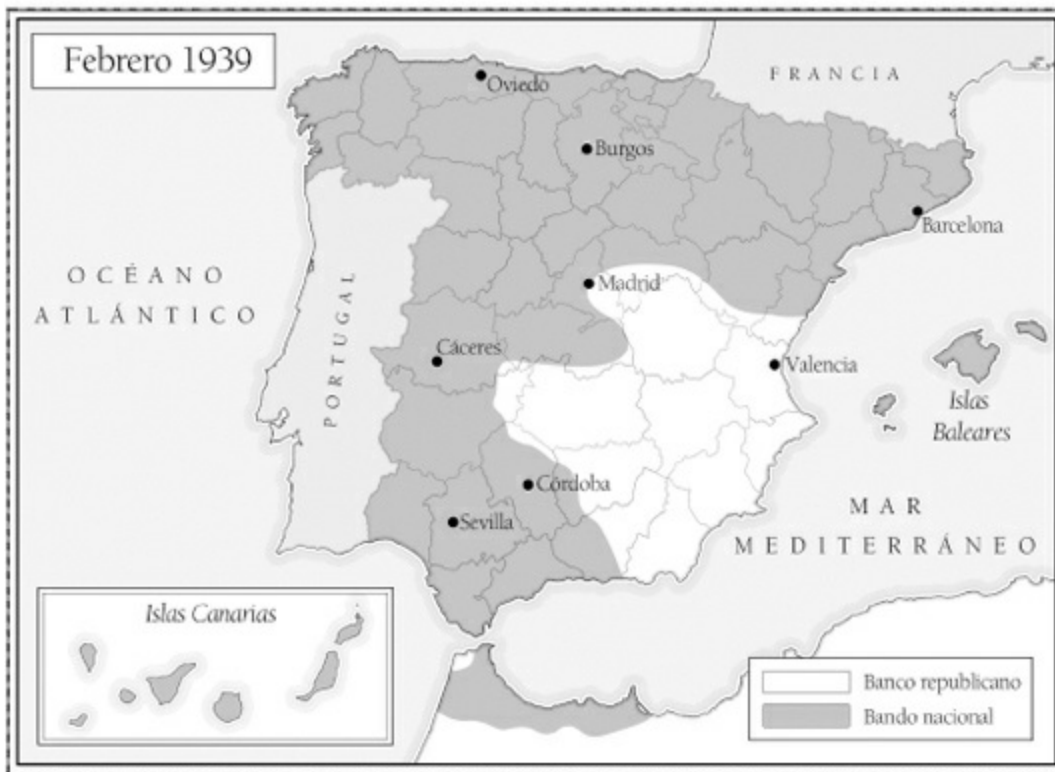 Febrero 1939
FRANCIA
Oviedo
Burgos
Barcelona
OCÉANO
ATLÁNTICO
Madrid
PORTUGAL
Cáceres
Valencia
Islas
Baleares
Córdoba
Sevilla
MAR
MEDITERRÁNEO
Islas Canarias
Banco republicano
Bando nacional